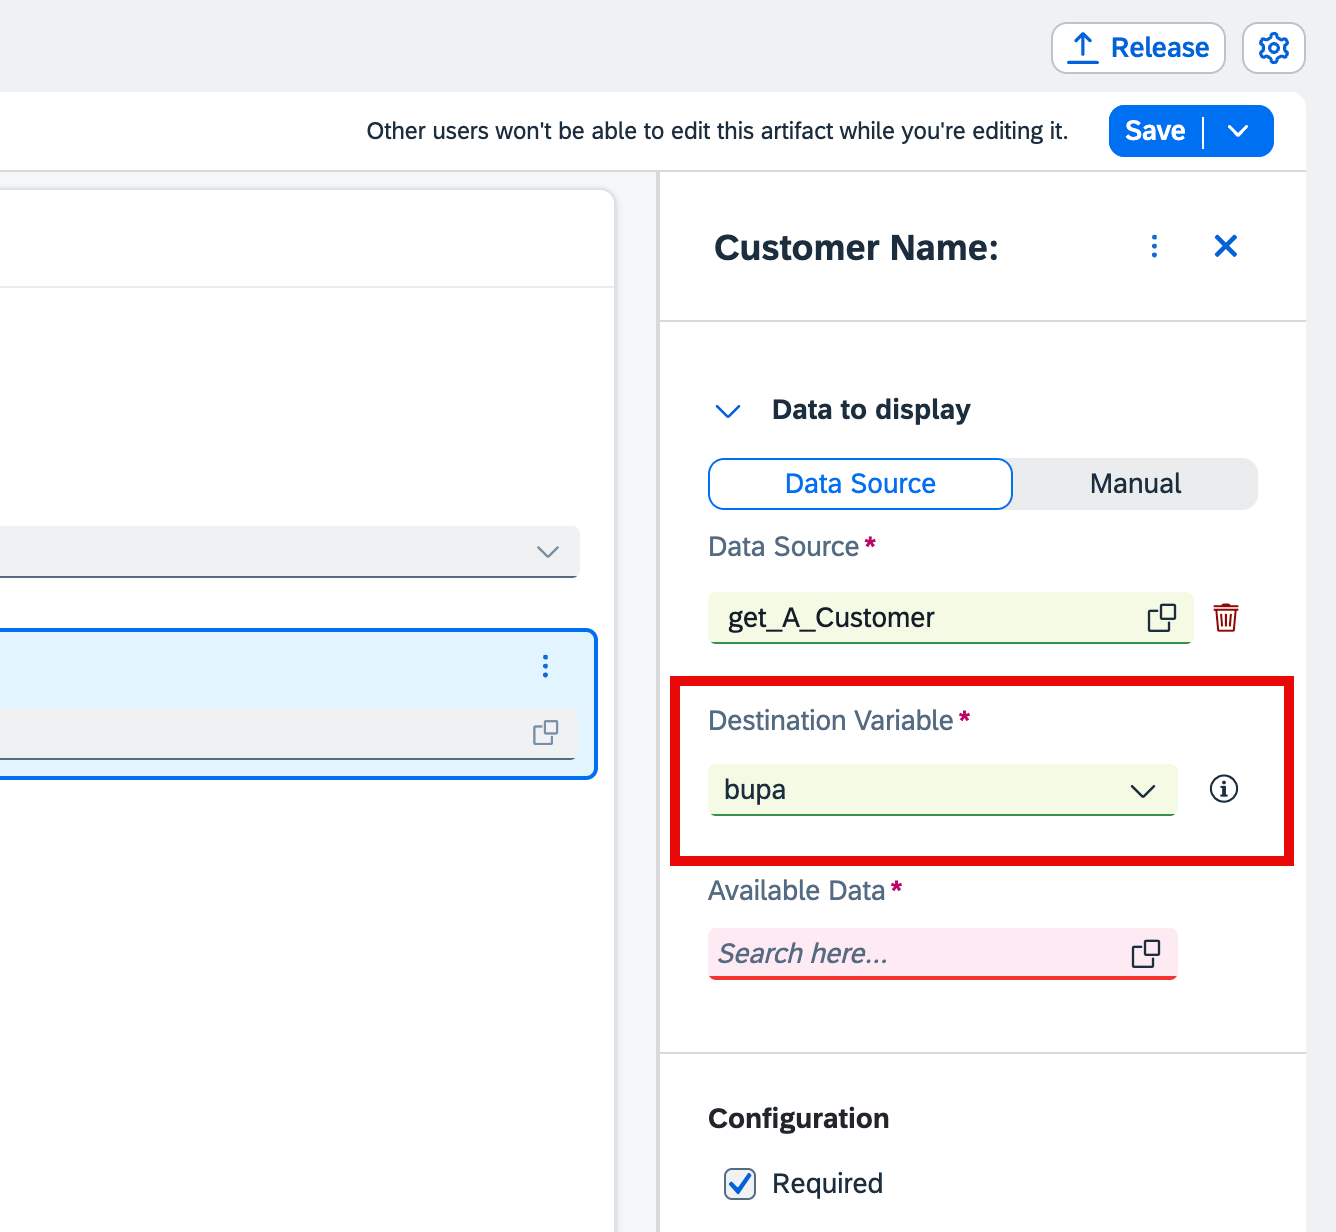 Release
Other users won't be able to edit this artifact while you're editing it.
Save
Customer Name:
Data to display
Data Source
Manual
Data Source*
get_A_Customer
Destination Variable*
bupa
Available Data*
Search here...
Configuration
Required